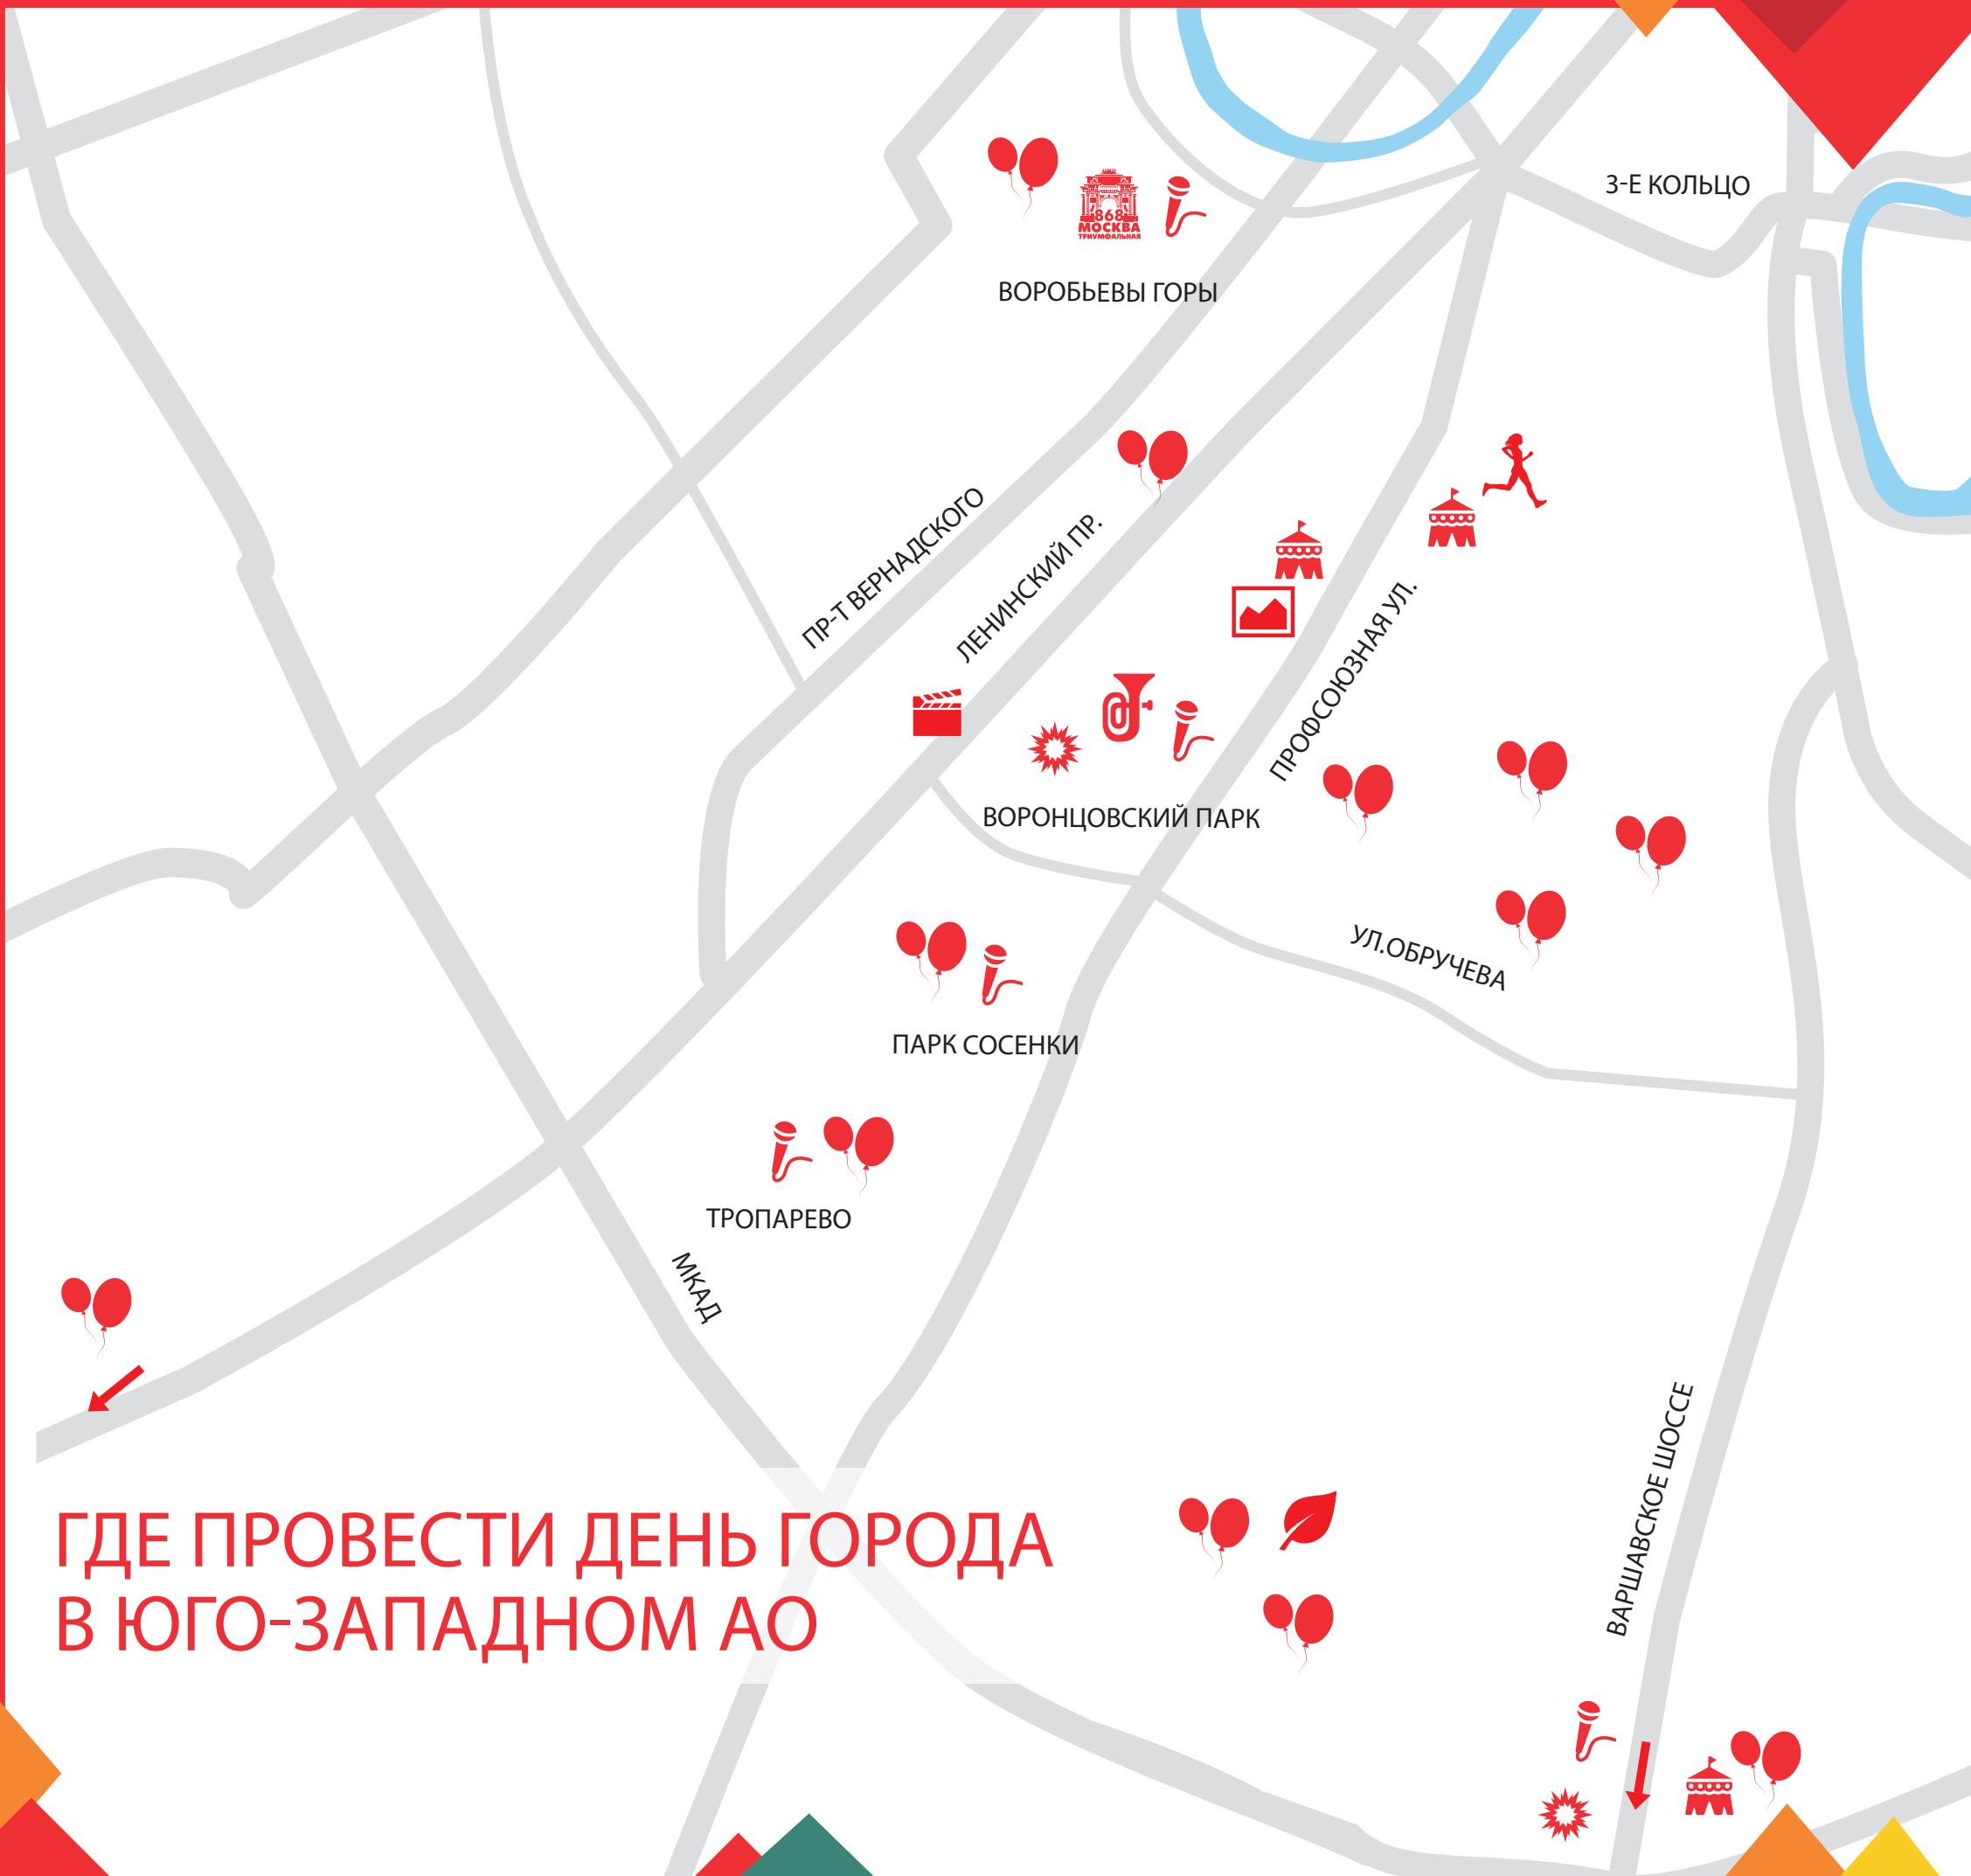 3-Е КОЛЬЦО
868
МОСКВА
ТРИУМФАЛЬНАЯ
ВОРОБЬЕВЫ ГОРЫ
ПР-Т ВЕРНАДСКОГО
ЛЕНИНСКИЙ ПР.
ПРОФСОЮЗНАЯ УЛ.
ВОРОНЦОВСКИЙ ПАРК
УЛ.ОБРУЧЕВА
ПАРК СОСЕНКИ
ТРОПАРЕВО
МКАД
ВАРШАВСКОЕ ШОССЕ
ГДЕ ПРОВЕСТИ ДЕНЬ ГОРОДА
В ЮГО-ЗАПАДНОМ АО